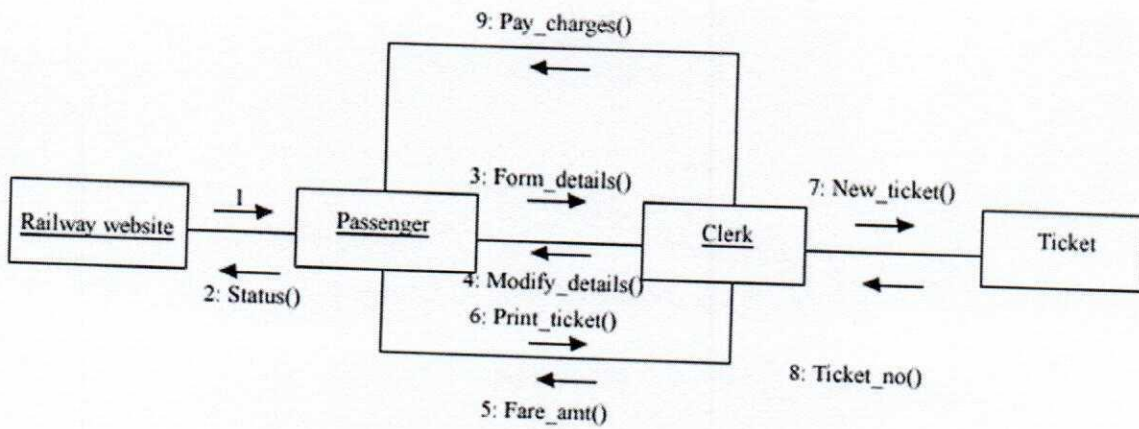 9: Pay_charges()
3: Form_details()
7: New_ticket()
1
Railway website
Passenger
Clerk
Ticket
2: Status()
4: Modify_details()
6: Print_ticket()
8: Ticket_no()
5: Fare_amt()